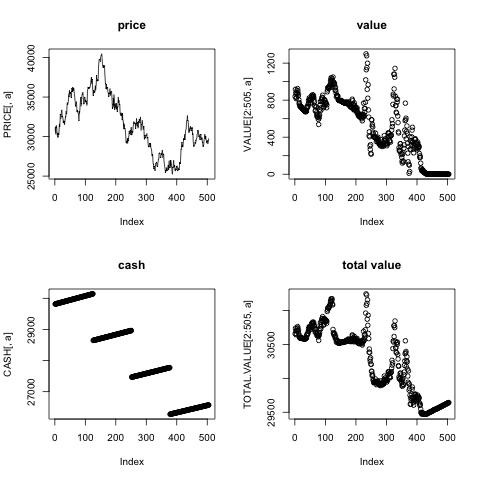 price
PRICE[, a]
25000 30000 35000 40000
0 100 200 300 400 500
Index
value
VALUE[2:505, a]
0 400 800 1200
0 100 200 300 400 500
Index
cash
CASH[, a]
27000 29000
0 100 200 300 400 500
Index
total value
TOTAL.VALUE[2:505, a]
29500 30500
0 100 200 300 400 500
Index